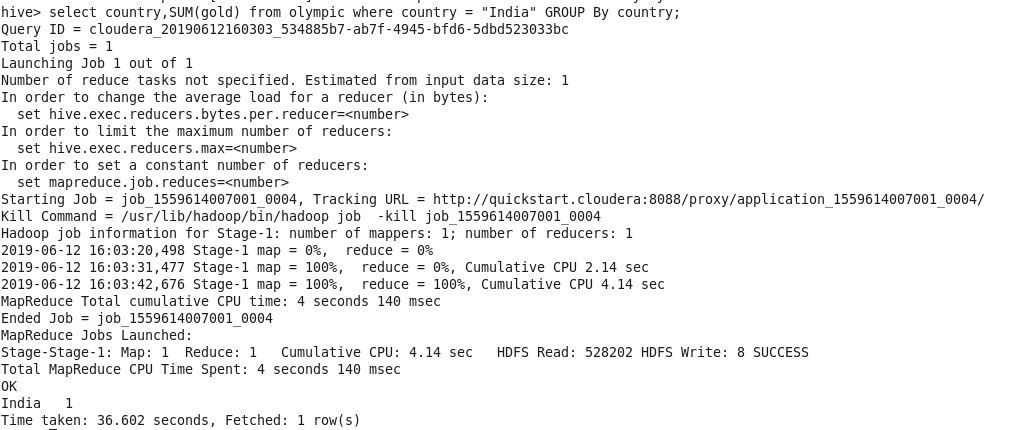 hive> select country,SUM(gold) from olympic where country = "India" GROUP By country;
Query ID = cloudera_20190612160303_534885b7-ab7f-4945-bfd6-5dbd523033bc
Total jobs = 1
Launching Job 1 out of 1
Number of reduce tasks not specified. Estimated from input data size: 1
In order to change the average load for a reducer (in bytes):
  set hive.exec.reducers.bytes.per.reducer=<number>
In order to limit the maximum number of reducers:
  set hive.exec.reducers.max=<number>
In order to set a constant number of reducers:
  set mapreduce.job.reduces=<number>
Starting Job = job_1559614007001_0004, Tracking URL = http://quickstart.cloudera:8088/proxy/application_1559614007001_0004/
Kill Command = /usr/lib/hadoop/bin/hadoop job  -kill job_1559614007001_0004
Hadoop job information for Stage-1: number of mappers: 1; number of reducers: 1
2019-06-12 16:03:20,498 Stage-1 map = 0%,  reduce = 0%
2019-06-12 16:03:31,477 Stage-1 map = 100%,  reduce = 0%, Cumulative CPU 2.14 sec
2019-06-12 16:03:42,676 Stage-1 map = 100%,  reduce = 100%, Cumulative CPU 4.14 sec
MapReduce Total cumulative CPU time: 4 seconds 140 msec
Ended Job = job_1559614007001_0004
MapReduce Jobs Launched:
Stage-Stage-1: Map: 1  Reduce: 1   Cumulative CPU: 4.14 sec   HDFS Read: 528202 HDFS Write: 8 SUCCESS
Total MapReduce CPU Time Spent: 4 seconds 140 msec
OK
India   1
Time taken: 36.602 seconds, Fetched: 1 row(s)